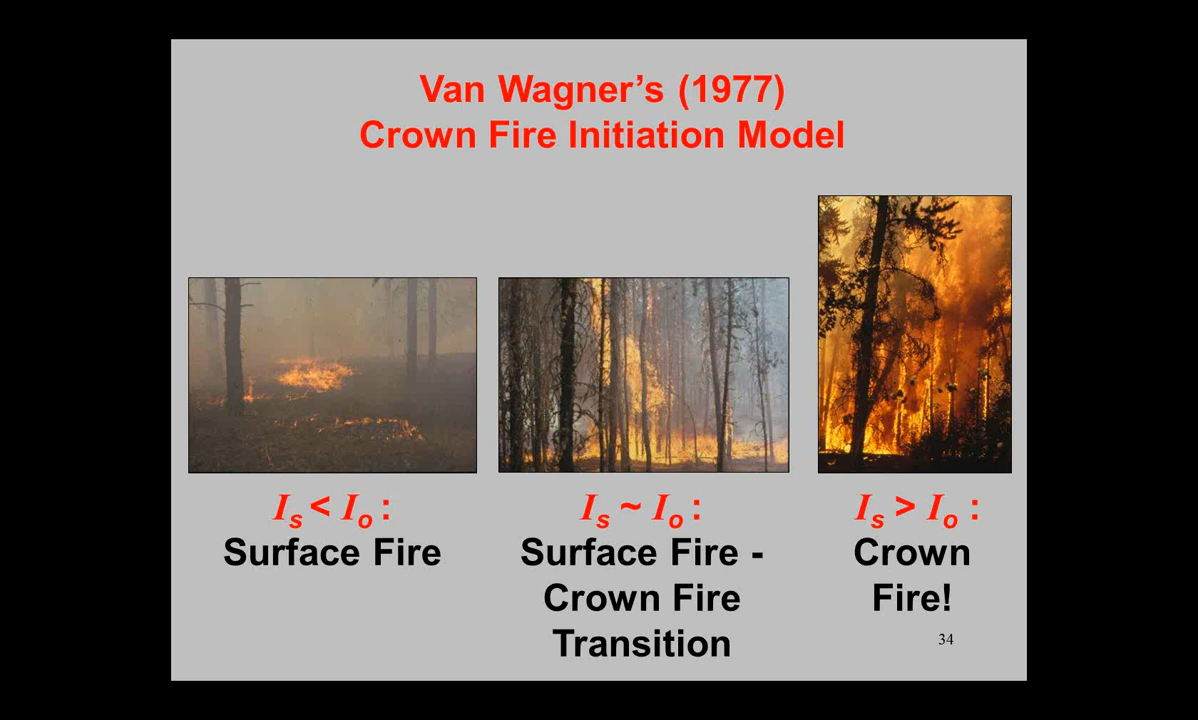 Van Wagner’s (1977)
Crown Fire Initiation Model
Is < Io :
Surface Fire
Is ~ Io :
Surface Fire -
Crown Fire
Transition
Is > Io :
Crown
Fire!
34